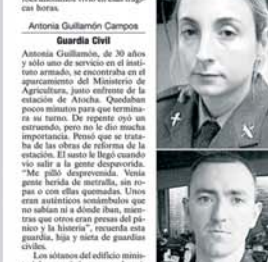 cas horas.
Antonia Guillamón Campos
Guardia Civil
Antonia Guillamón, de 30 años
y sólo uno de servicio en el insti-
tuto armado, se encontraba en el
aparcamiento del Ministerio de
Agricultura, justo enfrente de la
estación de Atocha. Quedaban
pocos minutos para que termina-
ra su turno. De repente oyó un
estruendo, pero no le dio mucha
importancia. Pensó que se trata-
ba de las obras de reforma de la
estación. El susto le llegó cuando
vio salir a la gente despavorida.
"Me pilló desprevenida. Venía
gente herida de metralla, sin ro-
pas o con ellas quemadas. Unos
eran auténticos sonámbulos que
no sabían ni a dónde iban, mien-
tras que otros eran presas del pá-
nico y la histeria", recuerda esta
guardia, hija y nieta de guardias
civiles.
Los sótanos del edificio minis-